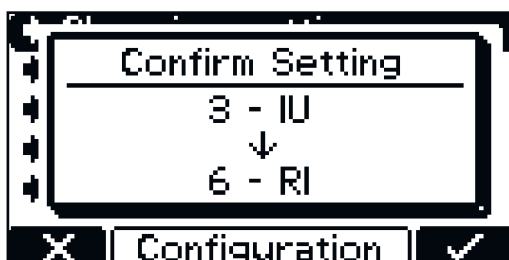 Confirm Setting
3 - IU
↓
6 - RI
Configuration